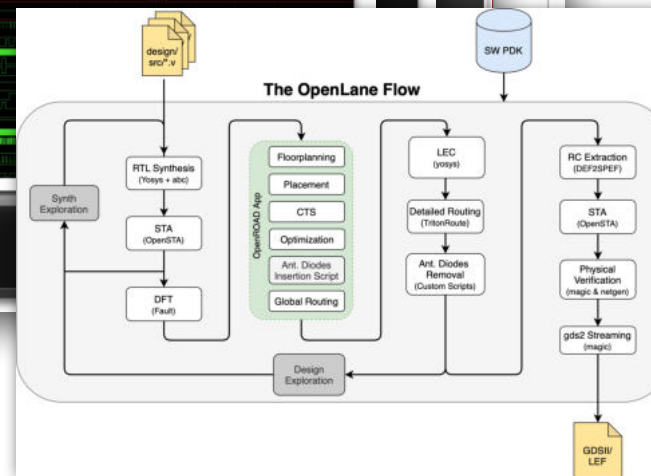 design/
src/*.v
SW PDK
The OpenLane Flow
RTL Synthesis
(Yosys + abc)
Synth
Exploration
STA
(OpenSTA)
DFT
(Fault)
OpenROAD App
Floorplanning
Placement
CTS
Optimization
Ant. Diodes
Insertion Script
Global Routing
LEC
(yosys)
Detailed Routing
(TritonRoute)
Ant. Diodes
Removal
(Custom Scripts)
Design
Exploration
RC Extraction
(DEF2SPEF)
STA
(OpenSTA)
Physical
Verification
(magic & netgen)
gds2 Streaming
(magic)
GDSII/
LEF